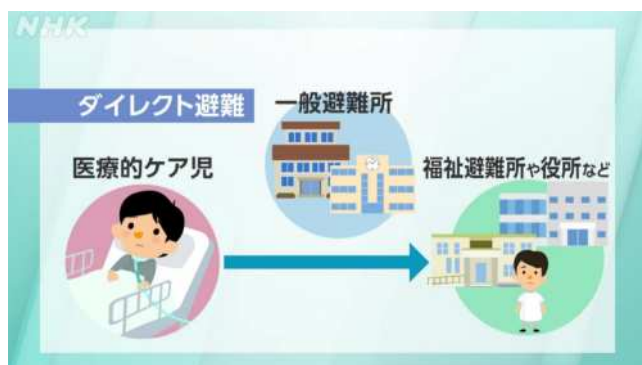 NHK
ダイレクト避難
一般避難所
医療的ケア児
福祉避難所や役所など